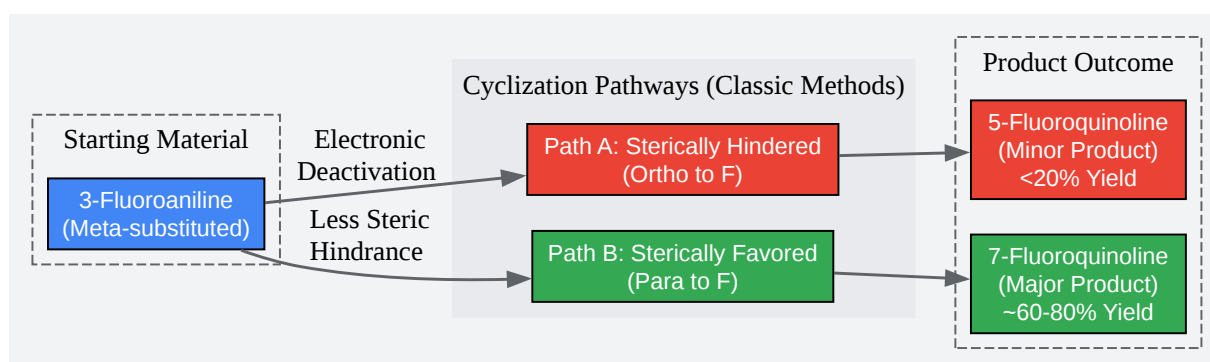 Starting Material
3-Fluoroaniline
(Meta-substituted)
Electronic
Deactivation
Less Steric
Hindrance
Cyclization Pathways (Classic Methods)
Path A: Sterically Hindered
(Ortho to F)
Path B: Sterically Favored
(Para to F)
Product Outcome
5-Fluoroquinoline
(Minor Product)
<20% Yield
7-Fluoroquinoline
(Major Product)
~60-80% Yield